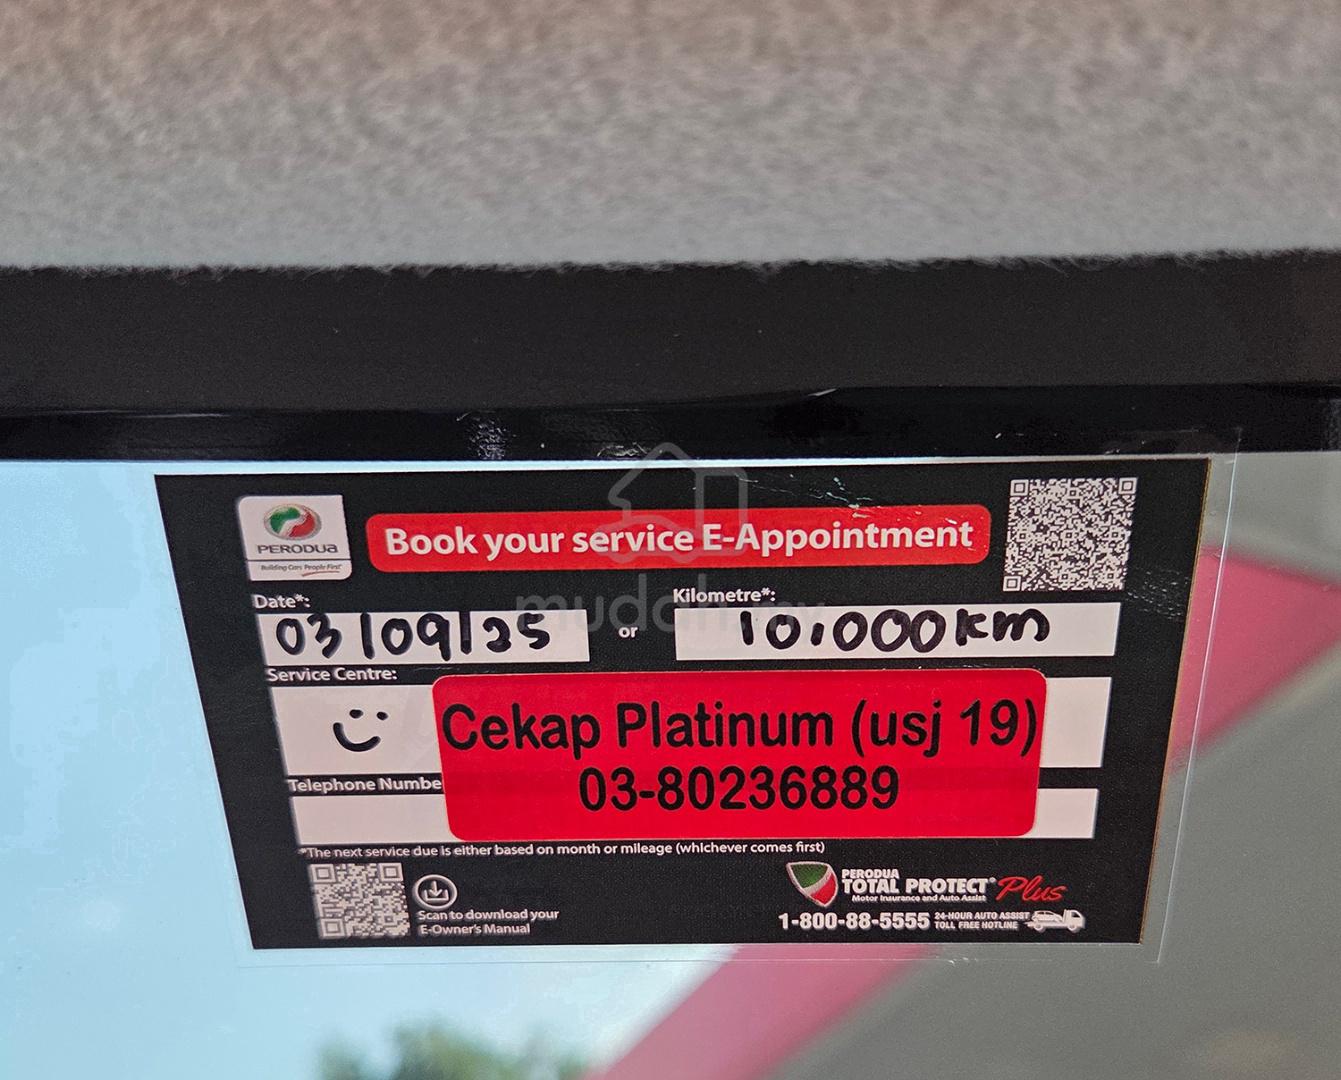 PERODUA
Building Cars People First
Book your service E-Appointment
Date*:
Kilometre*:
03/09/25
or
10,000km
Service Centre:
Cekap Platinum (usj 19)
03-80236889
Telephone Numbe
*The next service due is either based on month or mileage (whichever comes first)
Scan to download your
E-Owner's Manual
PERODUA
TOTAL PROTECT Plus
Motor Insurance and Auto Assist
1-800-88-5555
24-HOUR AUTO ASSIST
TOLL FREE HOTLINE
mudah.my